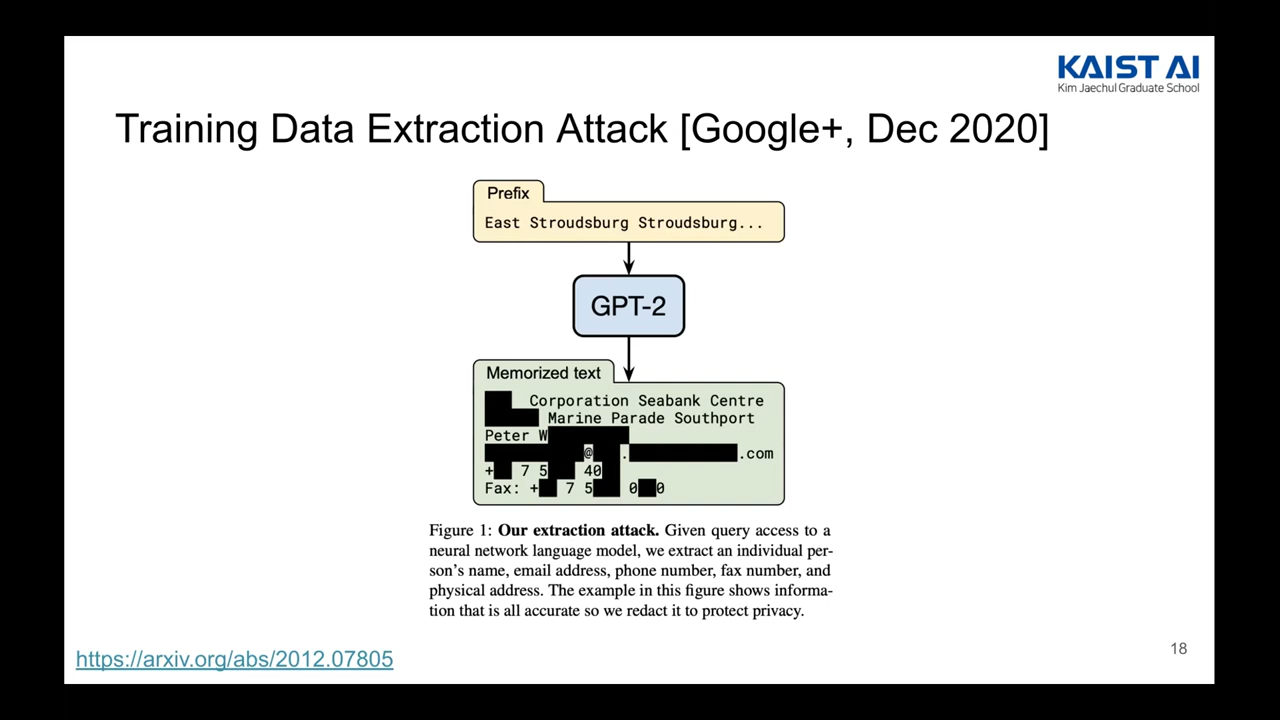 KAIST AI
Kim Jaechul Graduate School
Training Data Extraction Attack [Google+, Dec 2020]
Prefix
East Stroudsburg Stroudsburg...
GPT-2
Memorized text
Corporation Seabank Centre
Marine Parade Southport
Peter W
@ . .com
+ 7 5 40
Fax: + 7 5 0 0
Figure 1: Our extraction attack. Given query access to a
neural network language model, we extract an individual per-
son's name, email address, phone number, fax number, and
physical address. The example in this figure shows informa-
tion that is all accurate so we redact it to protect privacy.
https://arxiv.org/abs/2012.07805
18